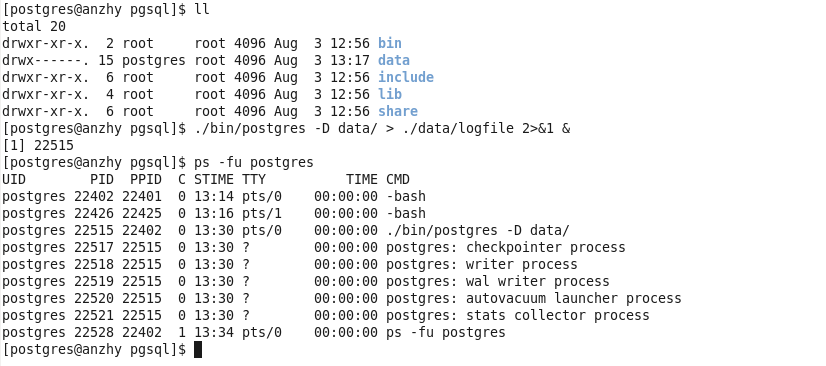 [postgres@anzhy pgsql]$ ll
total 20
drwxr-xr-x.  2 root     root 4096 Aug  3 12:56 bin
drwx------. 15 postgres root 4096 Aug  3 13:17 data
drwxr-xr-x.  6 root     root 4096 Aug  3 12:56 include
drwxr-xr-x.  4 root     root 4096 Aug  3 12:56 lib
drwxr-xr-x.  6 root     root 4096 Aug  3 12:56 share
[postgres@anzhy pgsql]$ ./bin/postgres -D data/ > ./data/logfile 2>&1 &
[1] 22515
[postgres@anzhy pgsql]$ ps -fu postgres
UID        PID  PPID  C STIME TTY          TIME CMD
postgres 22402 22401  0 13:14 pts/0    00:00:00 -bash
postgres 22426 22425  0 13:16 pts/1    00:00:00 -bash
postgres 22515 22402  0 13:30 pts/0    00:00:00 ./bin/postgres -D data/
postgres 22517 22515  0 13:30 ?        00:00:00 postgres: checkpointer process
postgres 22518 22515  0 13:30 ?        00:00:00 postgres: writer process
postgres 22519 22515  0 13:30 ?        00:00:00 postgres: wal writer process
postgres 22520 22515  0 13:30 ?        00:00:00 postgres: autovacuum launcher process
postgres 22521 22515  0 13:30 ?        00:00:00 postgres: stats collector process
postgres 22528 22402  1 13:34 pts/0    00:00:00 ps -fu postgres
[postgres@anzhy pgsql]$